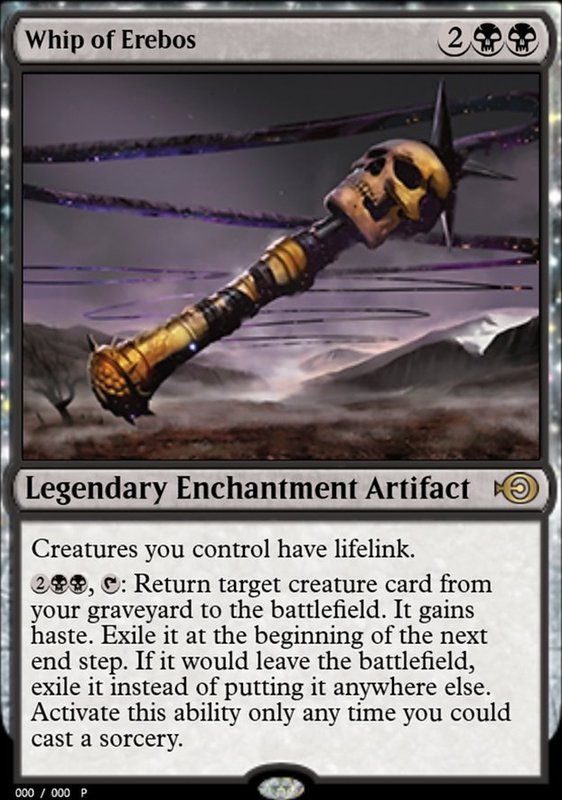 Whip of Erebos 2
Legendary Enchantment Artifact
Creatures you control have lifelink.
2, : Return target creature card from
your graveyard to the battlefield. It gains
haste. Exile it at the beginning of the next
end step. If it would leave the battlefield,
exile it instead of putting it anywhere else.
Activate this ability only any time you could
cast a sorcery.
000 / 000 P